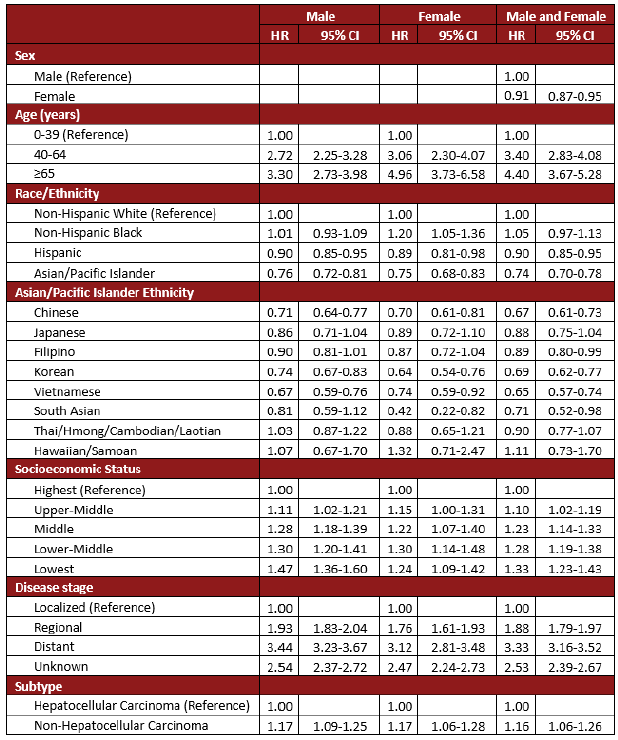 Male Female Male and Female
HR 95% CI HR 95% CI HR 95% CI
Sex
Male (Reference) 1.00
Female 0.91 0.87-0.95
Age (years)
0-39 (Reference) 1.00 1.00 1.00
40-64 2.72 2.25-3.28 3.06 2.30-4.07 3.40 2.83-4.08
≥65 3.30 2.73-3.98 4.96 3.73-6.58 4.40 3.67-5.28
Race/Ethnicity
Non-Hispanic White (Reference) 1.00 1.00 1.00
Non-Hispanic Black 1.01 0.93-1.09 1.20 1.05-1.36 1.05 0.97-1.13
Hispanic 0.90 0.85-0.95 0.89 0.81-0.98 0.90 0.85-0.95
Asian/Pacific Islander 0.76 0.72-0.81 0.75 0.68-0.83 0.74 0.70-0.78
Asian/Pacific Islander Ethnicity
Chinese 0.71 0.64-0.77 0.70 0.61-0.81 0.67 0.61-0.73
Japanese 0.86 0.71-1.04 0.89 0.72-1.10 0.88 0.75-1.04
Filipino 0.90 0.81-1.01 0.87 0.72-1.04 0.89 0.80-0.99
Korean 0.74 0.67-0.83 0.64 0.54-0.76 0.69 0.62-0.77
Vietnamese 0.67 0.59-0.76 0.74 0.59-0.92 0.65 0.57-0.74
South Asian 0.81 0.59-1.12 0.42 0.22-0.82 0.71 0.52-0.98
Thai/Hmong/Cambodian/Laotian 1.03 0.87-1.22 0.88 0.65-1.21 0.90 0.77-1.07
Hawaiian/Samoan 1.07 0.67-1.70 1.32 0.71-2.47 1.11 0.73-1.70
Socioeconomic Status
Highest (Reference) 1.00 1.00 1.00
Upper-Middle 1.11 1.02-1.21 1.15 1.00-1.31 1.10 1.02-1.19
Middle 1.28 1.18-1.39 1.22 1.07-1.40 1.23 1.14-1.33
Lower-Middle 1.30 1.20-1.41 1.30 1.14-1.48 1.28 1.19-1.38
Lowest 1.47 1.36-1.60 1.24 1.09-1.42 1.33 1.23-1.43
Disease stage
Localized (Reference) 1.00 1.00 1.00
Regional 1.93 1.83-2.04 1.76 1.61-1.93 1.88 1.79-1.97
Distant 3.44 3.23-3.67 3.12 2.81-3.48 3.33 3.16-3.52
Unknown 2.54 2.37-2.72 2.47 2.24-2.73 2.53 2.39-2.67
Subtype
Hepatocellular Carcinoma (Reference) 1.00 1.00 1.00
Non-Hepatocellular Carcinoma 1.17 1.09-1.25 1.17 1.06-1.28 1.16 1.06-1.26